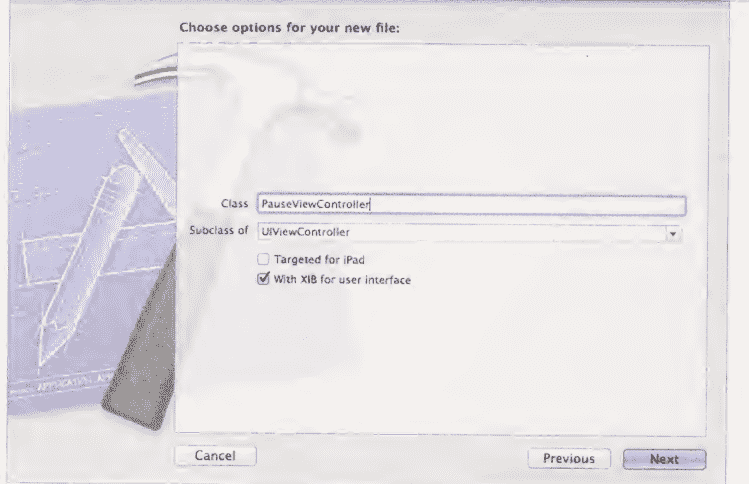 Choose options for your new file:
Class PauseViewController
Subclass of UIViewController
Targeted for iPad
With XIB for user interface
Cancel
Previous
Next